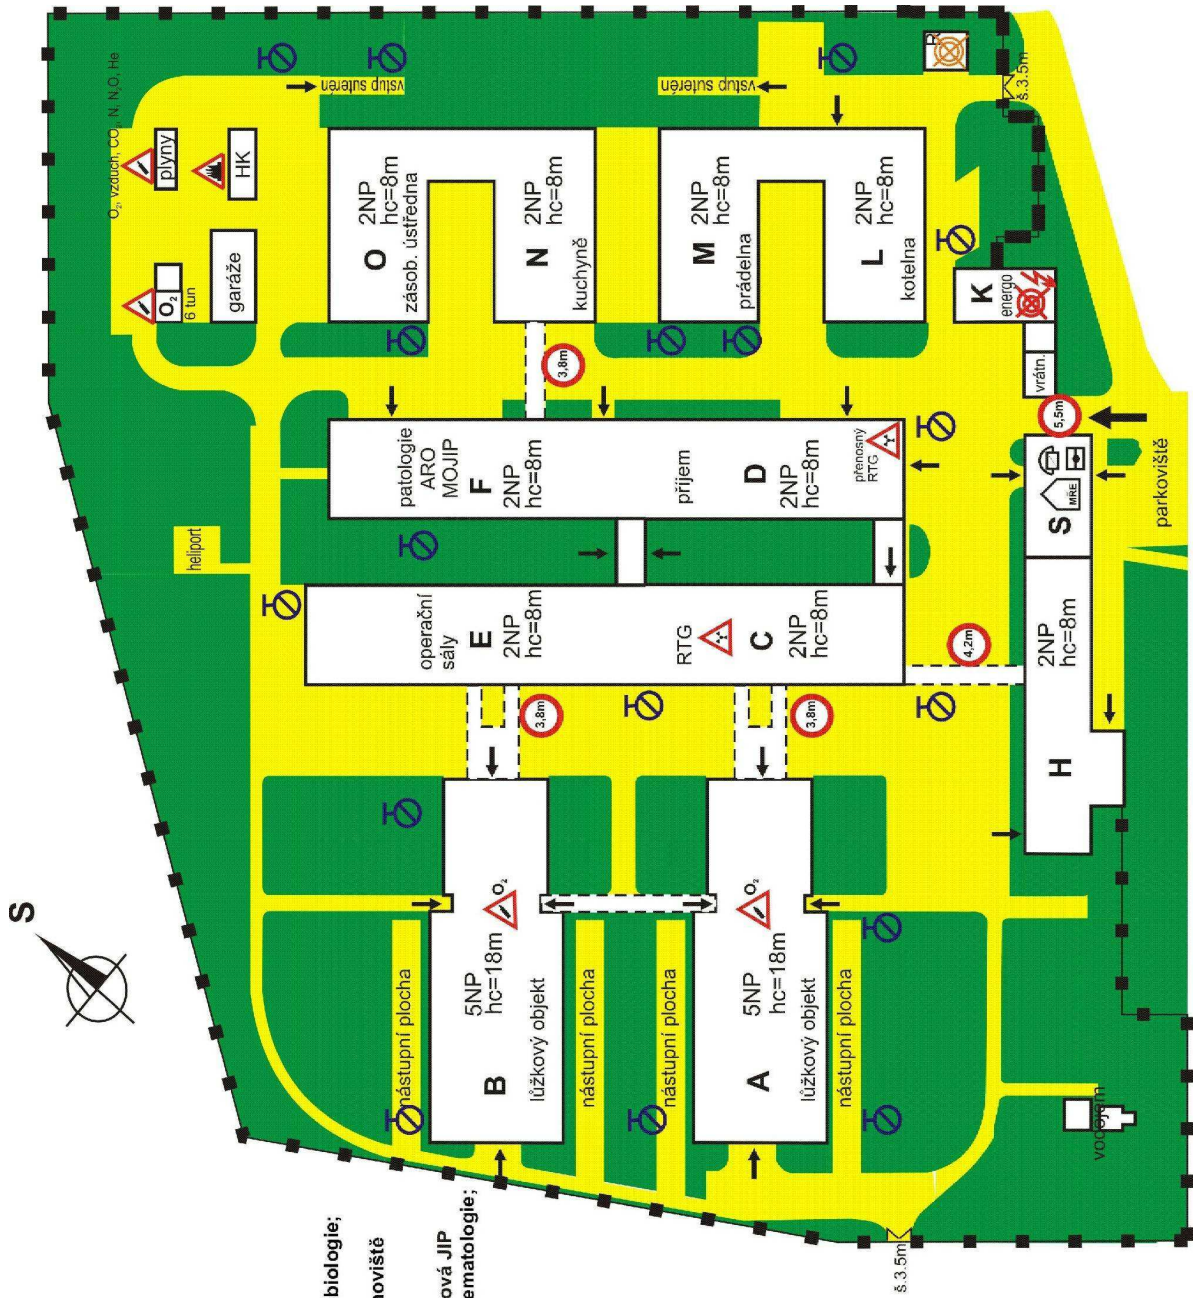 S
O₂, vzduch, CO₂, N, N₂O, He
plyny
HK
O₂
6 tun
garáže
vstup suterén
vstup suterén
R
š.3.5m
O
2NP
hc=8m
zásob. ústředna
N
2NP
hc=8m
kuchyně
M
2NP
hc=8m
prádelna
L
2NP
hc=8m
kotelna
K
energo
vrátn.
3,8m
5,5m
heliport
patologie
ARO
MOJIP
F
2NP
hc=8m
příjem
D
2NP
hc=8m
přenosný
RTG
S
MŘE
parkoviště
operační
sály
E
2NP
hc=8m
RTG
C
2NP
hc=8m
4,2m
2NP
hc=8m
H
3,8m
3,8m
O₂
5NP
hc=18m
B
lůžkový objekt
O₂
5NP
hc=18m
A
lůžkový objekt
nástupní plocha
nástupní plocha
nástupní plocha
nástupní plocha
vodojem
š.3.5m
biologie;
noviště
ová JIP
ematologie;